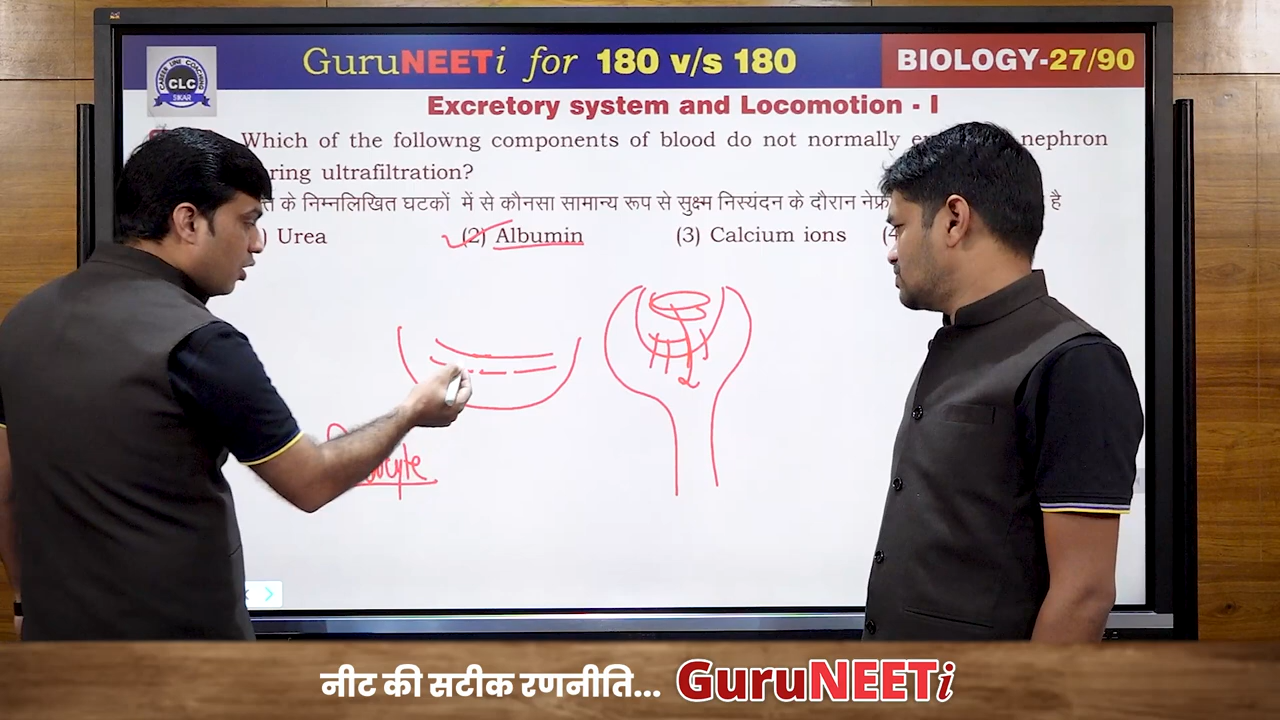 GuruNEETi for 180 v/s 180
BIOLOGY-27/90
CAREER LINE COACHING
CLC
SIKAR
Excretory system and Locomotion - I
Which of the followng components of blood do not normally nephron
ring ultrafiltration?
के निम्नलिखित घटकों में से कौनसा सामान्य रूप से सुक्ष्म निस्यंदन के दौरान है
Urea (2) Albumin (3) Calcium ions (4
नीट की सटीक रणनीति... GuruNEETi